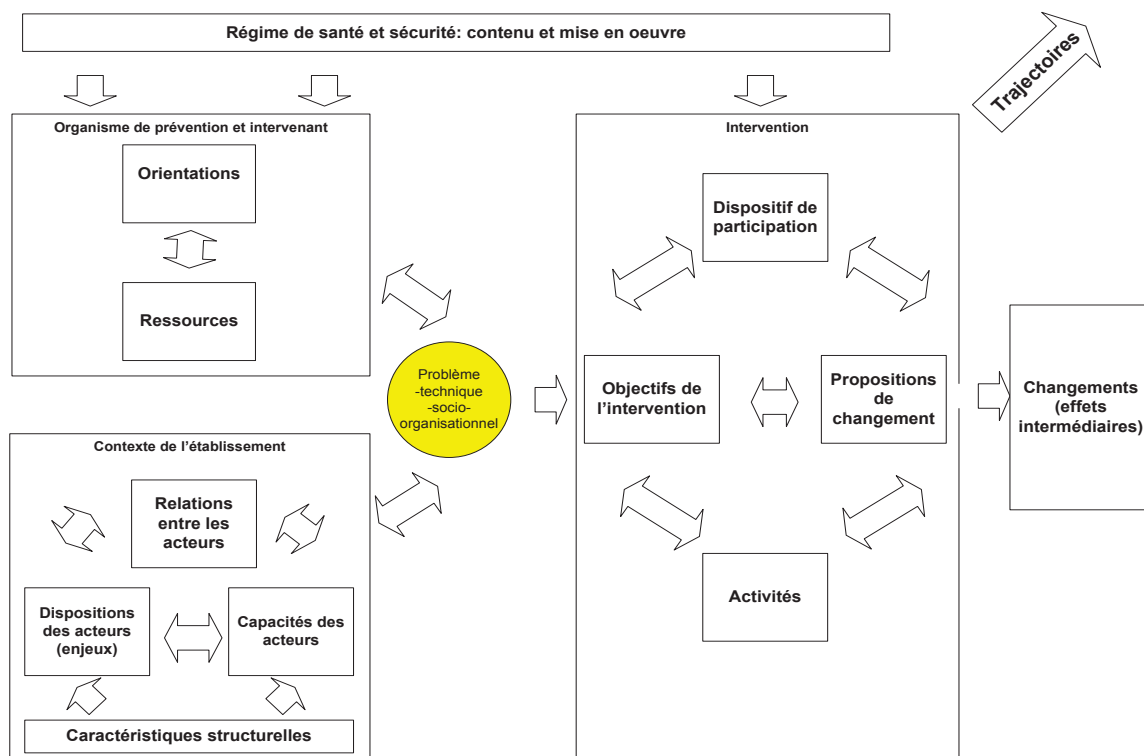 Régime de santé et sécurité: contenu et mise en oeuvre
Trajectoires
Organisme de prévention et intervenant
Orientations
Ressources
Problème
-technique
-socio-
organisationnel
Contexte de l'établissement
Relations
entre les
acteurs
Dispositions
des acteurs
(enjeux)
Capacités des
acteurs
Caractéristiques structurelles
Intervention
Dispositif de
participation
Objectifs de
l'intervention
Propositions
de
changement
Activités
Changements
(effets
intermédiaires)